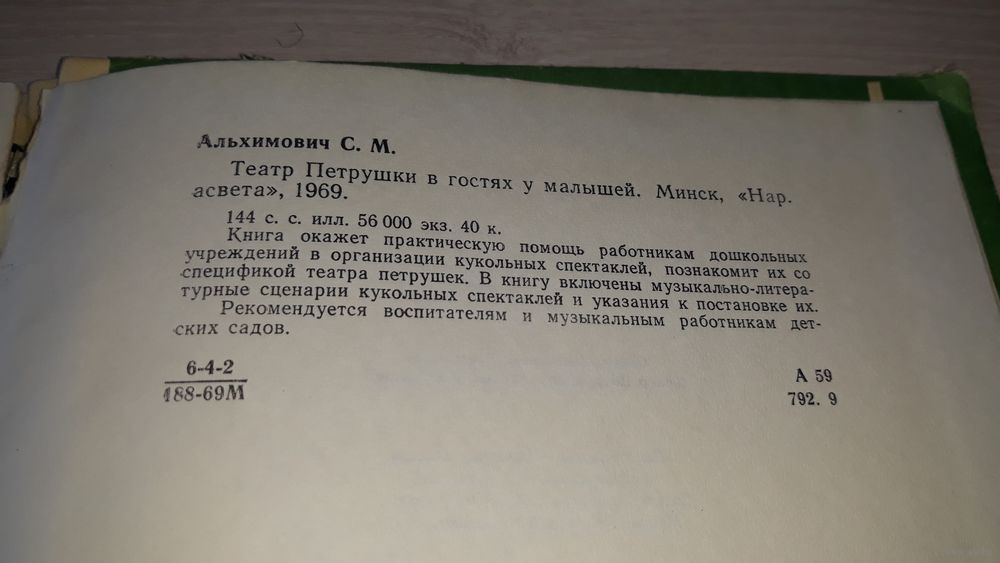 Альхимович С. М.
Театр Петрушки в гостях у малышей. Минск, «Нар.
асвета», 1969.
144 с. с. илл. 56 000 экз. 40 к.
Книга окажет практическую помощь работникам дошкольных
учреждений в организации кукольных спектаклей, познакомит их со
спецификой театра петрушек. В книгу включены музыкально-литера-
турные сценарии кукольных спектаклей и указания к постановке их.
Рекомендуется воспитателям и музыкальным работникам дет-
ских садов.
6-4-2
188-69М
А 59
792. 9